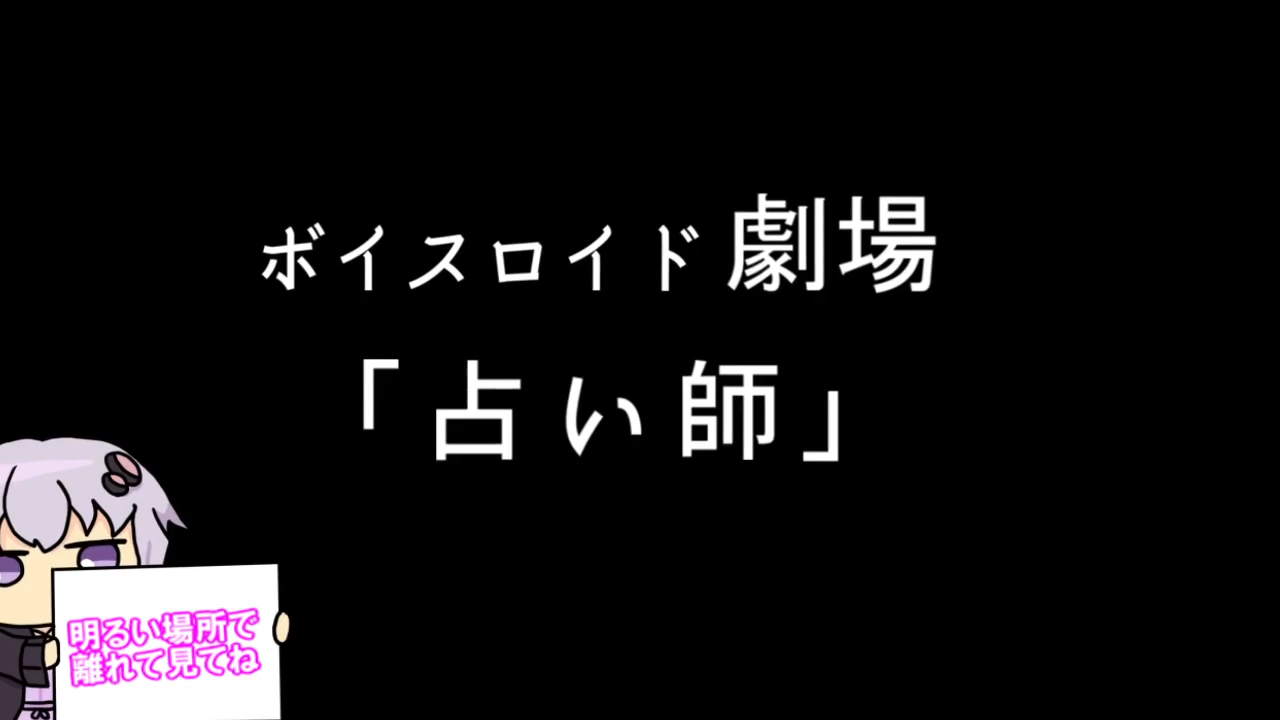 ボイスロイド劇場
「占い師」
明るい場所で
離れて見てね